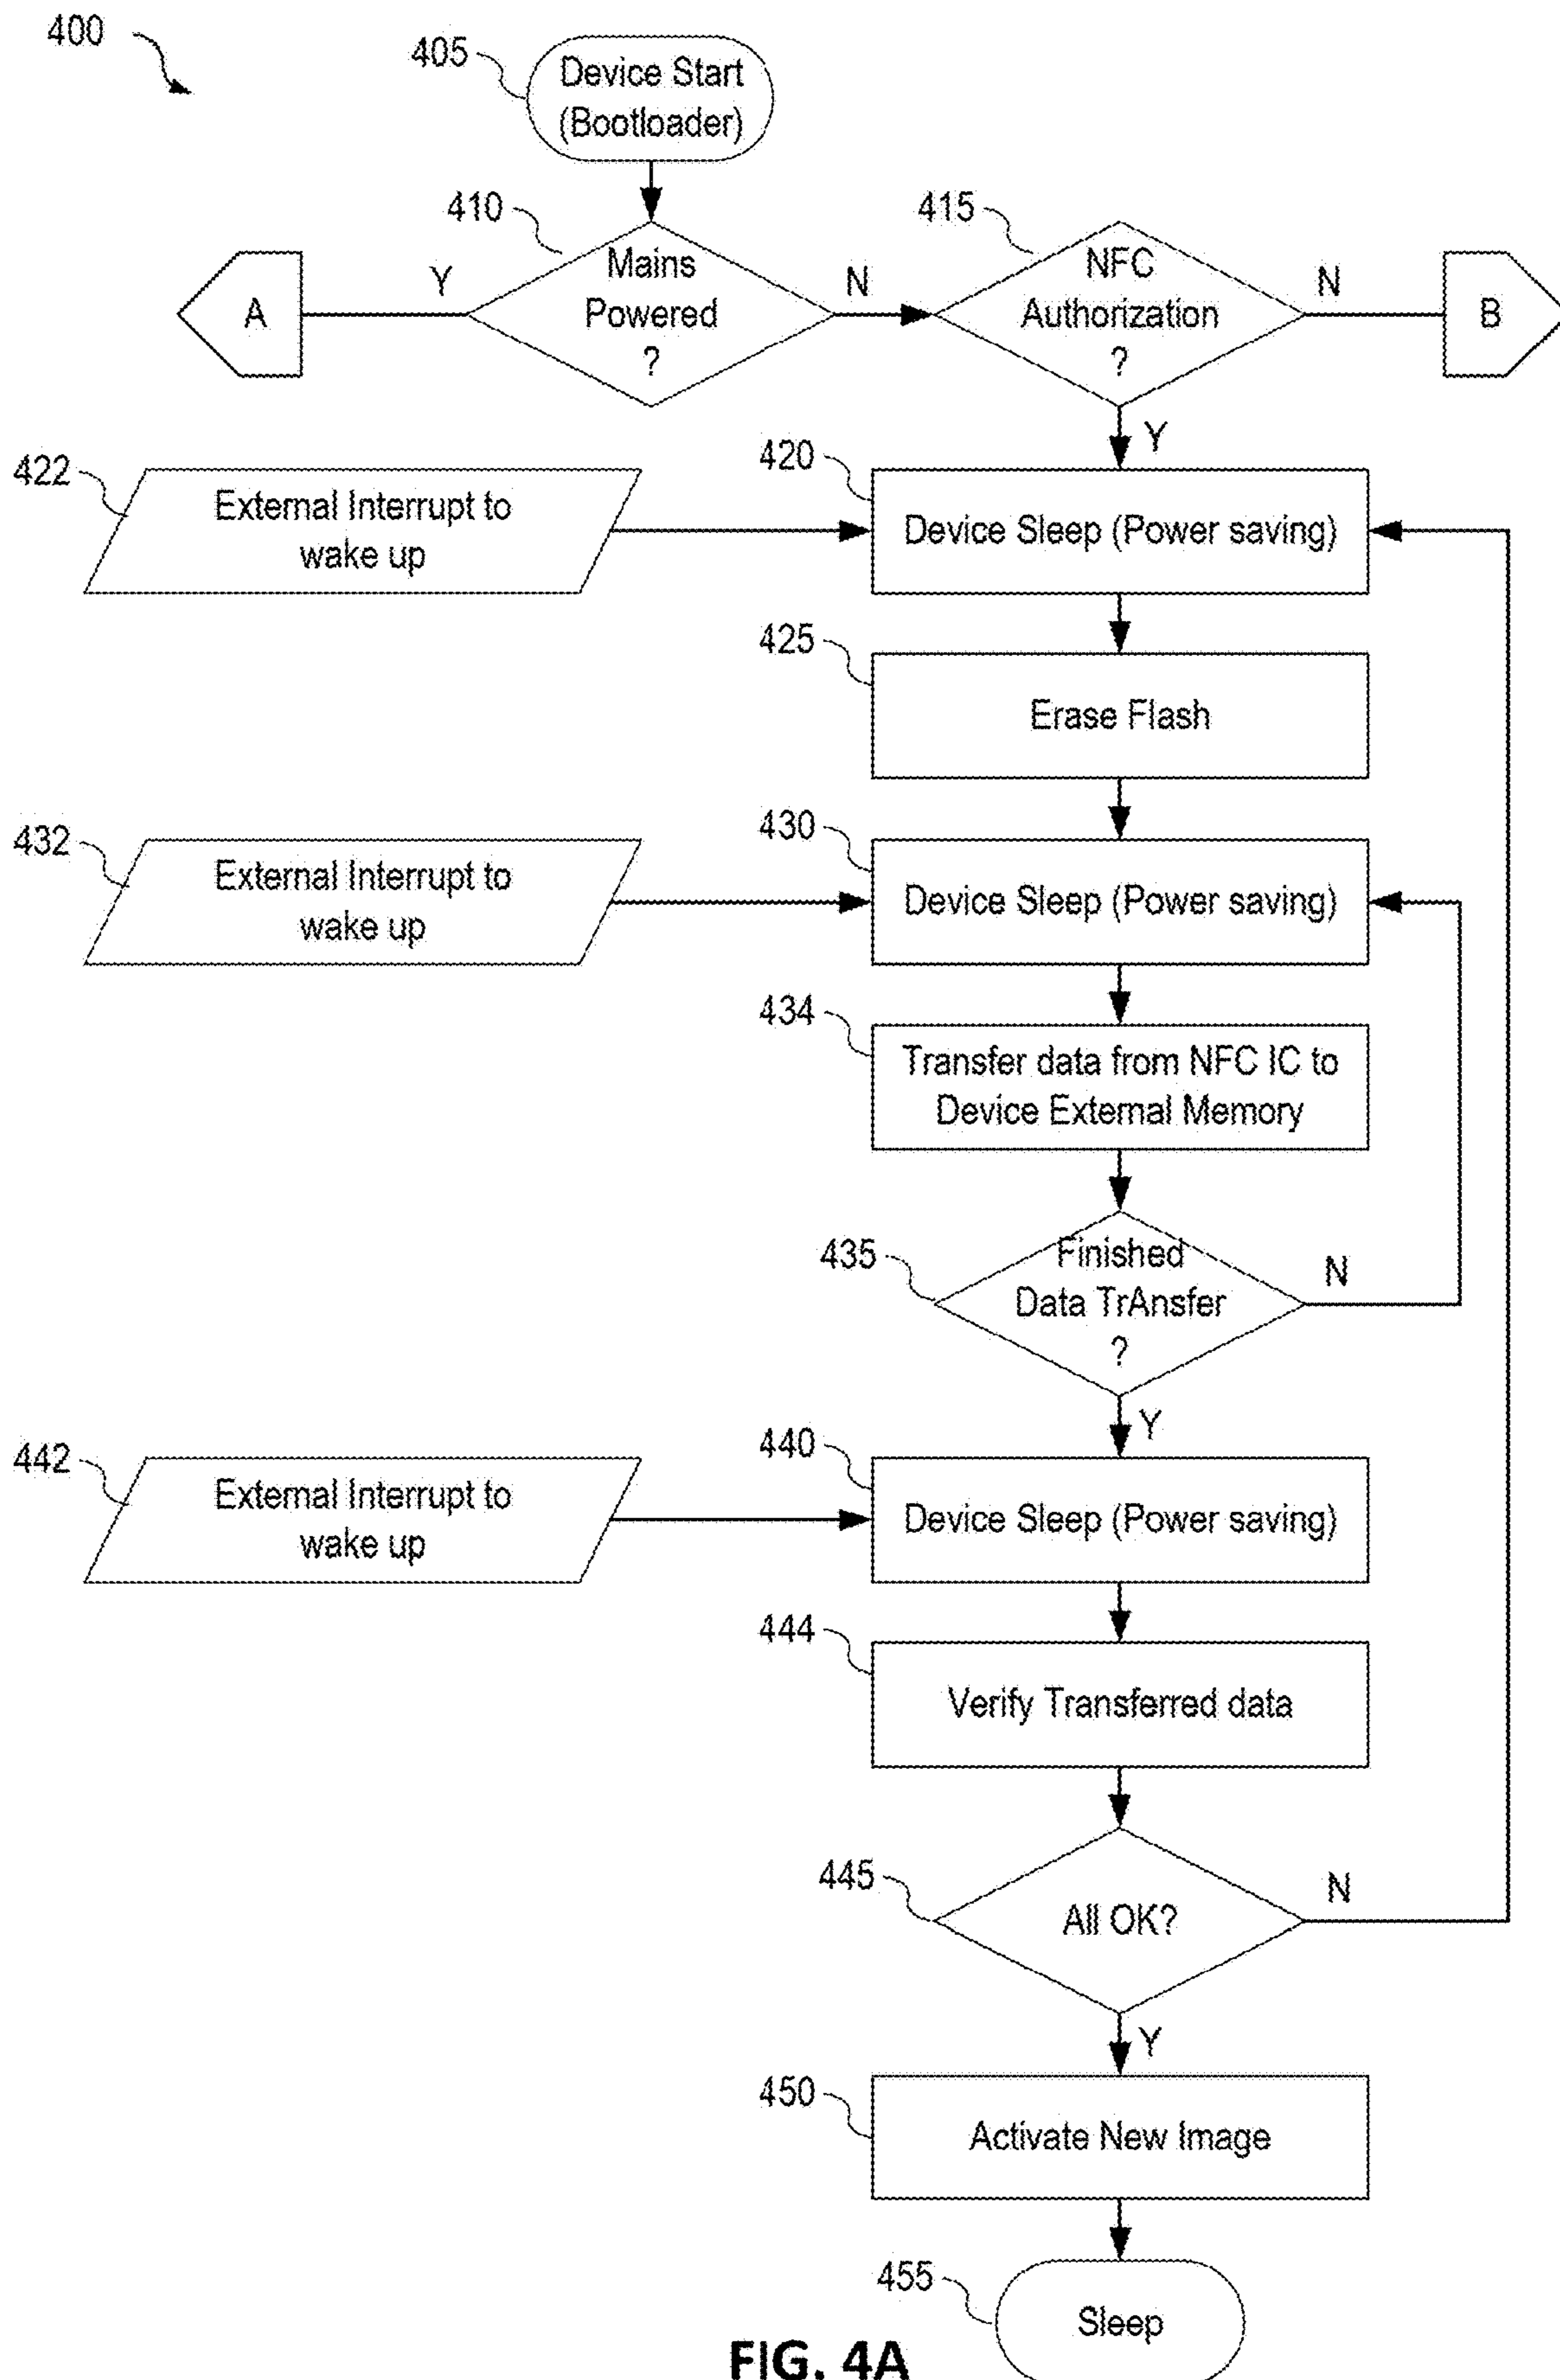 400
405
Device Start
(Bootloader)
410
Mains
Powered
?
415
NFC
Authorization
?
Y
A
N
N
B
Y
422
External Interrupt to
wake up
420
Device Sleep (Power saving)
425
Erase Flash
432
External Interrupt to
wake up
430
Device Sleep (Power saving)
434
Transfer data from NFC IC to
Device External Memory
435
Finished
Data TrAnsfer
?
N
Y
442
External Interrupt to
wake up
440
Device Sleep (Power saving)
444
Verify Transferred data
445
All OK?
N
Y
450
Activate New Image
455
Sleep
FIG. 4A